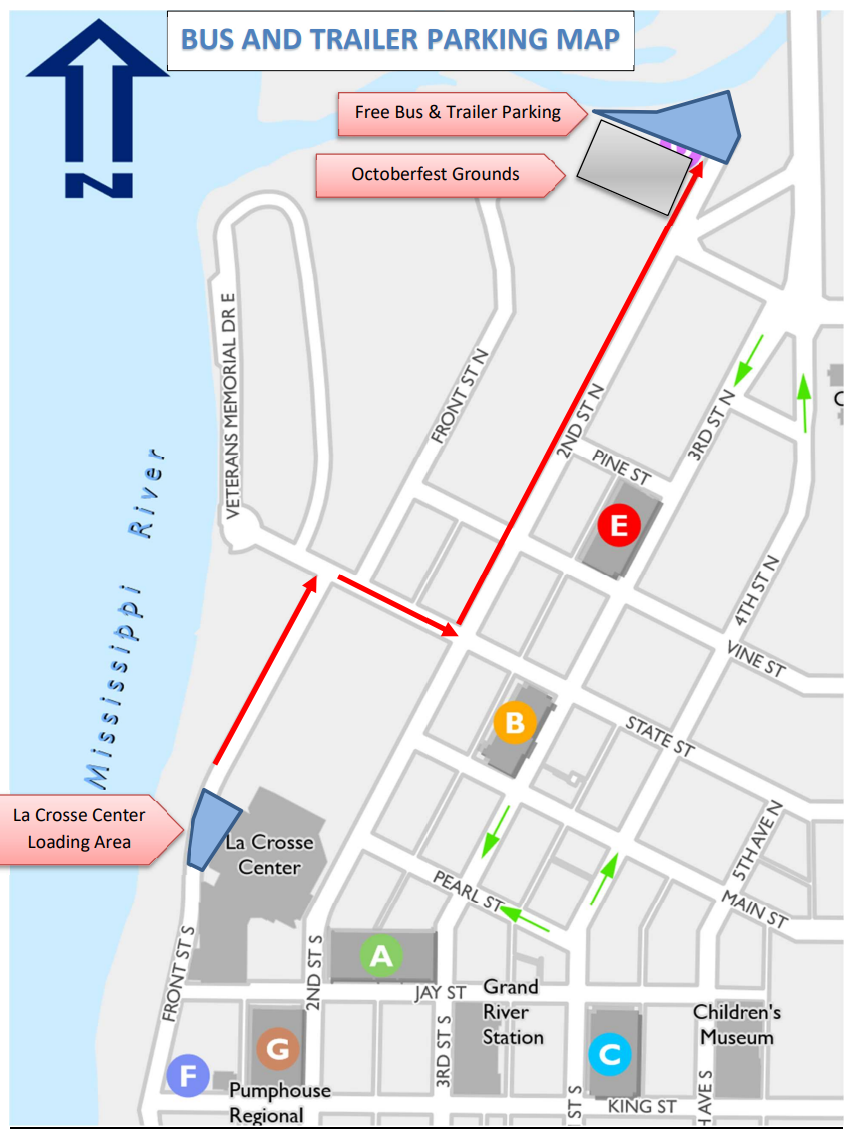 BUS AND TRAILER PARKING MAP
N
Free Bus & Trailer Parking
Octoberfest Grounds
VETERANS MEMORIAL DR E
FRONT ST N
2ND ST N
3RD ST N
PINE ST
E
Mississippi River
4TH ST N
VINE ST
B
STATE ST
La Crosse Center
Loading Area
La Crosse
Center
5TH AVE N
PEARL ST
MAIN ST
FRONT ST S
2ND ST S
A
JAY ST
Grand
River
Station
Children's
Museum
3RD ST S
F
G
C
Pumphouse
Regional
ST S
KING ST
H AVE S